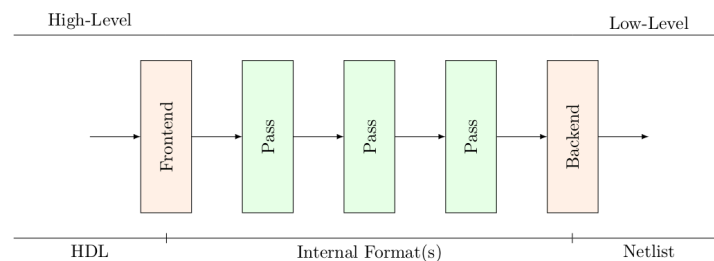 High-Level
Low-Level
Frontend
Pass
Pass
Pass
Backend
HDL
Internal Format(s)
Netlist